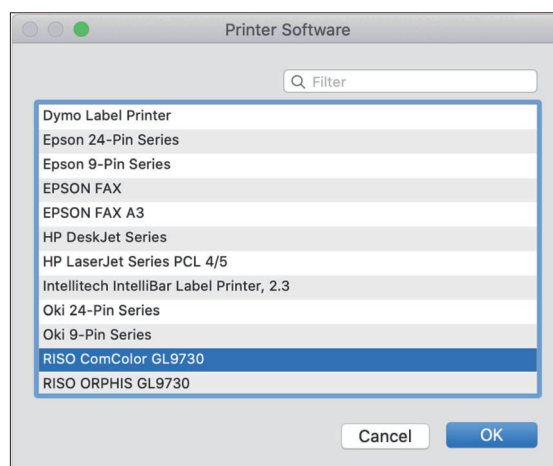 Printer Software
Filter
Dymo Label Printer
Epson 24-Pin Series
Epson 9-Pin Series
EPSON FAX
EPSON FAX A3
HP DeskJet Series
HP LaserJet Series PCL 4/5
Intellitech IntelliBar Label Printer, 2.3
Oki 24-Pin Series
Oki 9-Pin Series
RISO ComColor GL9730
RISO ORPHIS GL9730
Cancel OK